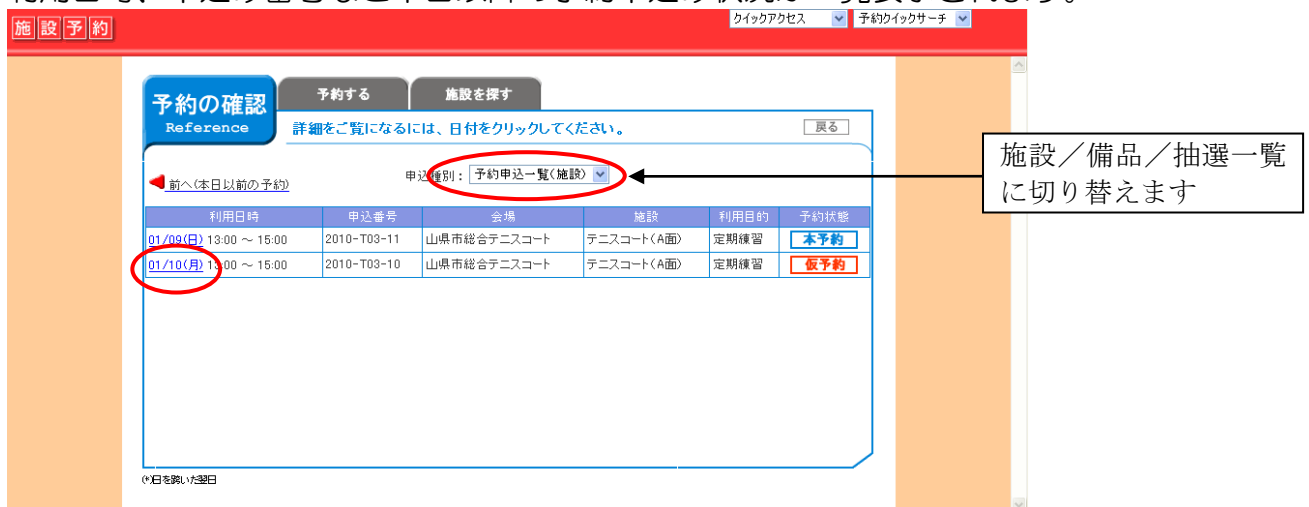 施設予約
クイックアクセス 予約クイックサーチ
予約の確認
Reference
予約する 施設を探す
詳細をご覧になるには、日付をクリックしてください。 戻る
前へ(本日以前の予約) 申込種別: 予約申込一覧(施設)
施設／備品／抽選一覧
に切り替えます
利用日時 申込番号 会場 施設 利用目的 予約状態
01/09(日) 13:00 ～ 15:00 2010-T03-11 山県市総合テニスコート テニスコート(A面) 定期練習 本予約
01/10(月) 13:00 ～ 15:00 2010-T03-10 山県市総合テニスコート テニスコート(A面) 定期練習 仮予約
(*)日を跨いた翌日